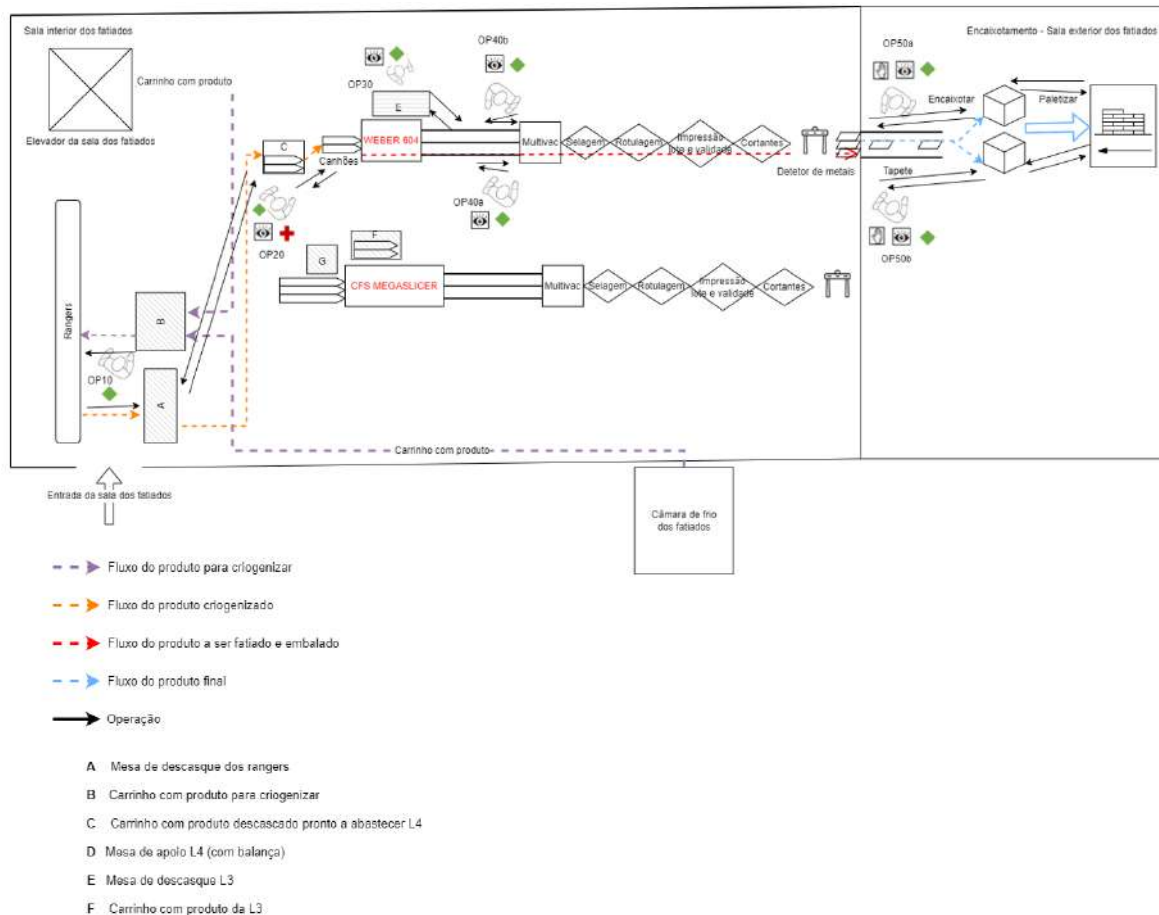 Sala interior dos fatiados
Carrinho com produto
Elevador da sala dos fatiados
OP30
OP40b
E
C
Canhões
WEBER 604
Multivac
Selagem
Rotulagem
Impressão
lote e validade
Cortantes
Detetor de metais
OP40a
OP20
F
G
CFS MEGASLICER
Multivac
Selagem
Rotulagem
Impressão
lote e validade
Cortantes
Rangers
B
OP10
A
Carrinho com produto
Entrada da sala dos fatiados
Câmara de frio
dos fatiados
Encaixotamento - Sala exterior dos fatiados
OP50a
Encaixotar
Paletizar
Tapete
OP50b
Fluxo do produto para criogenizar
Fluxo do produto criogenizado
Fluxo do produto a ser fatiado e embalado
Fluxo do produto final
Operação
A Mesa de descasque dos rangers
B Carrinho com produto para criogenizar
C Carrinho com produto descascado pronto a abastecer L4
D Mesa de apoio L4 (com balança)
E Mesa de descasque L3
F Carrinho com produto da L3